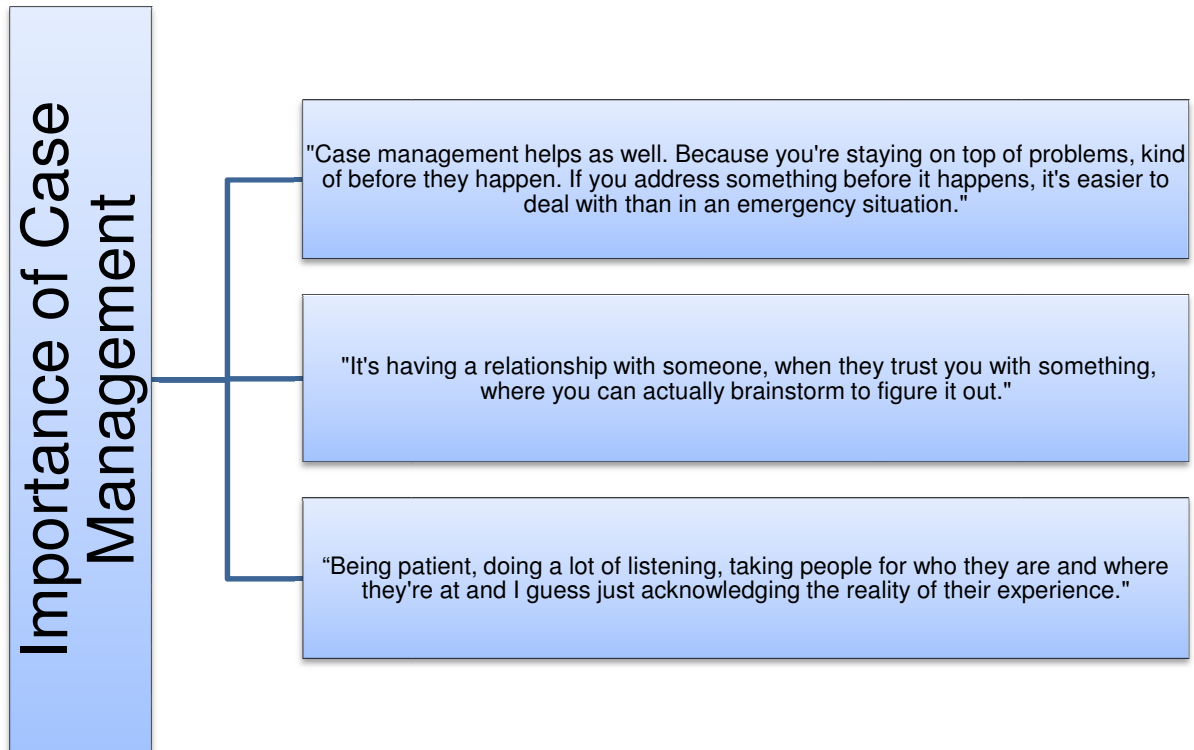 Importance of Case
Management
"Case management helps as well. Because you're staying on top of problems, kind
of before they happen. If you address something before it happens, it's easier to
deal with than in an emergency situation."
"It's having a relationship with someone, when they trust you with something,
where you can actually brainstorm to figure it out."
“Being patient, doing a lot of listening, taking people for who they are and where
they're at and I guess just acknowledging the reality of their experience."